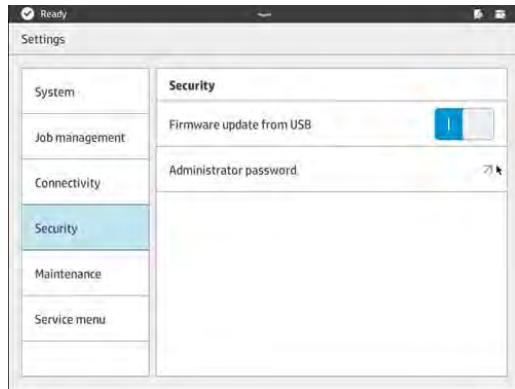 Ready
Settings
System
Job management
Connectivity
Security
Maintenance
Service menu
Security
Firmware update from USB
Administrator password